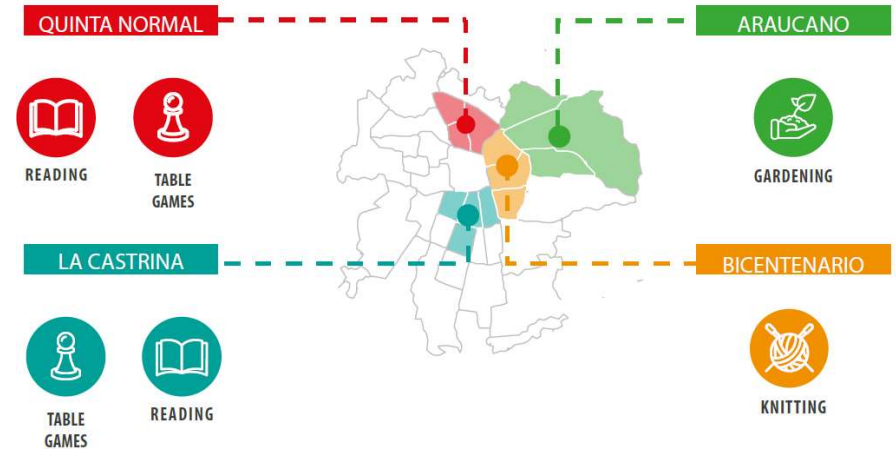 QUINTA NORMAL
ARAUCANO
READING
TABLE
GAMES
GARDENING
LA CASTRINA
BICENTENARIO
TABLE
GAMES
READING
KNITTING